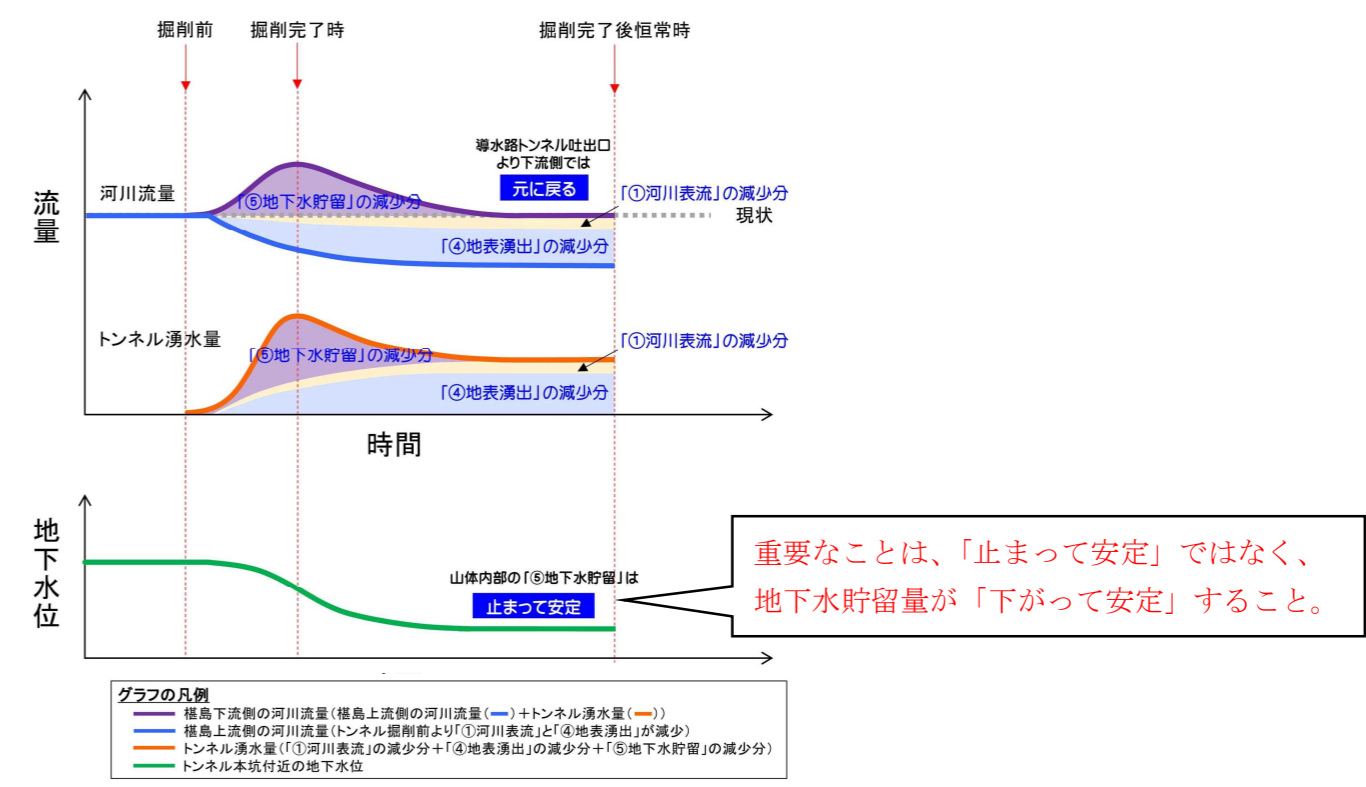 掘削前
掘削完了時
掘削完了後恒常時
流量
河川流量
「⑤地下水貯留」の減少分
導水路トンネル吐出口
より下流側では
元に戻る
「①河川表流」の減少分
現状
「④地表湧出」の減少分
トンネル湧水量
「⑤地下水貯留」の減少分
「①河川表流」の減少分
「④地表湧出」の減少分
時間
地下水位
山体内部の「⑤地下水貯留」は
止まって安定
重要なことは、「止まって安定」ではなく、
地下水貯留量が「下がって安定」すること。
グラフの凡例
椹島下流側の河川流量(椹島上流側の河川流量(━)+トンネル湧水量(━))
椹島上流側の河川流量(トンネル掘削前より「①河川表流」と「④地表湧出」が減少)
トンネル湧水量(「①河川表流」の減少分+「④地表湧出」の減少分+「⑤地下水貯留」の減少分)
トンネル本坑付近の地下水位